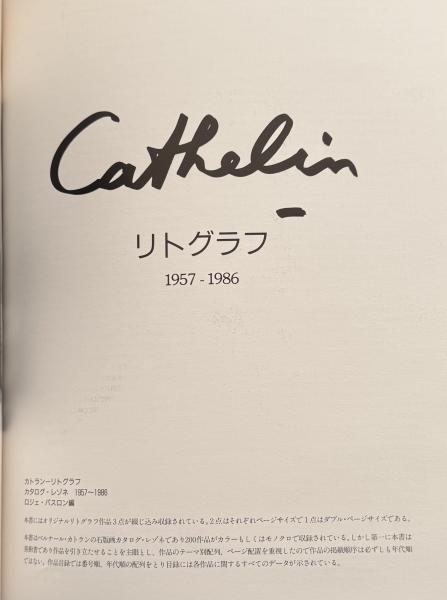 Cathelin
リトグラフ
1957 - 1986
カトラン―リトグラフ
カタログ・レゾネ 1957〜1986
ロジェ・パスロン編
本書にはオリジナルリトグラフ作品3点が綴じ込み収録されている。2点はそれぞれページサイズで1点はダブル・ページサイズである。
本書はベルナール・カトランの石版画カタログ・レゾネであり200作品がカラーもしくはモノクロで収録されている。しかし第一に本書は
美術書であり作品を引き立たせることを主眼とし、作品のテーマ別配列、ページ配置を重視したので作品の掲載順序は必ずしも年代順
ではない。作品目録では番号順、年代順の配列をとり目録には各作品に関するすべてのデータが示されている。